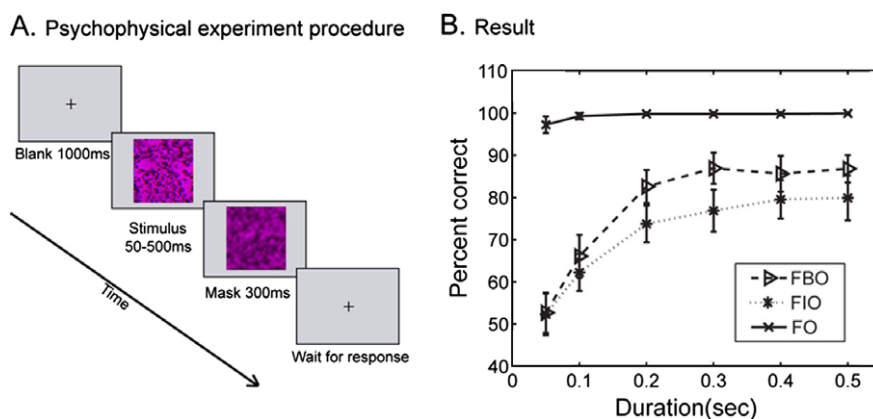 A. Psychophysical experiment procedure
Blank 1000ms
Stimulus
50-500ms
Mask 300ms
Wait for response
Time
B. Result
Percent correct
110
100
90
80
70
60
50
40
0
0.1
0.2
0.3
0.4
0.5
Duration(sec)
FBO
FIO
FO